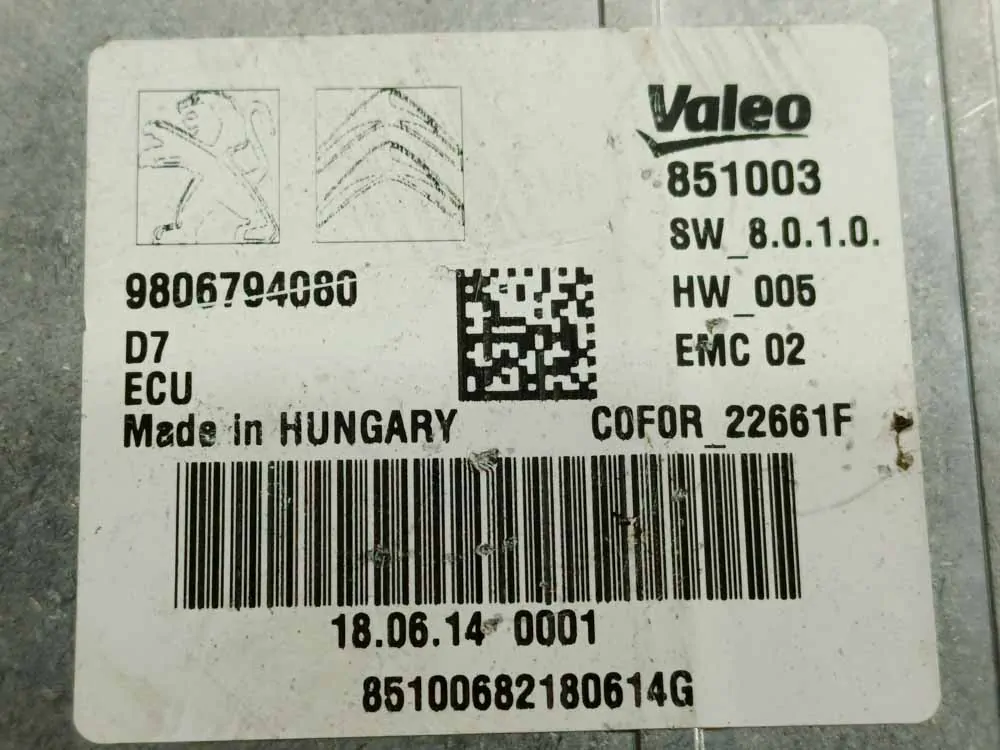 Valeo
851003
SW_8.0.1.0.
9806794080
HW_005
D7
EMC 02
ECU
Made in HUNGARY
C0F0R_22661F
18.06.14 0001
85100682180614G